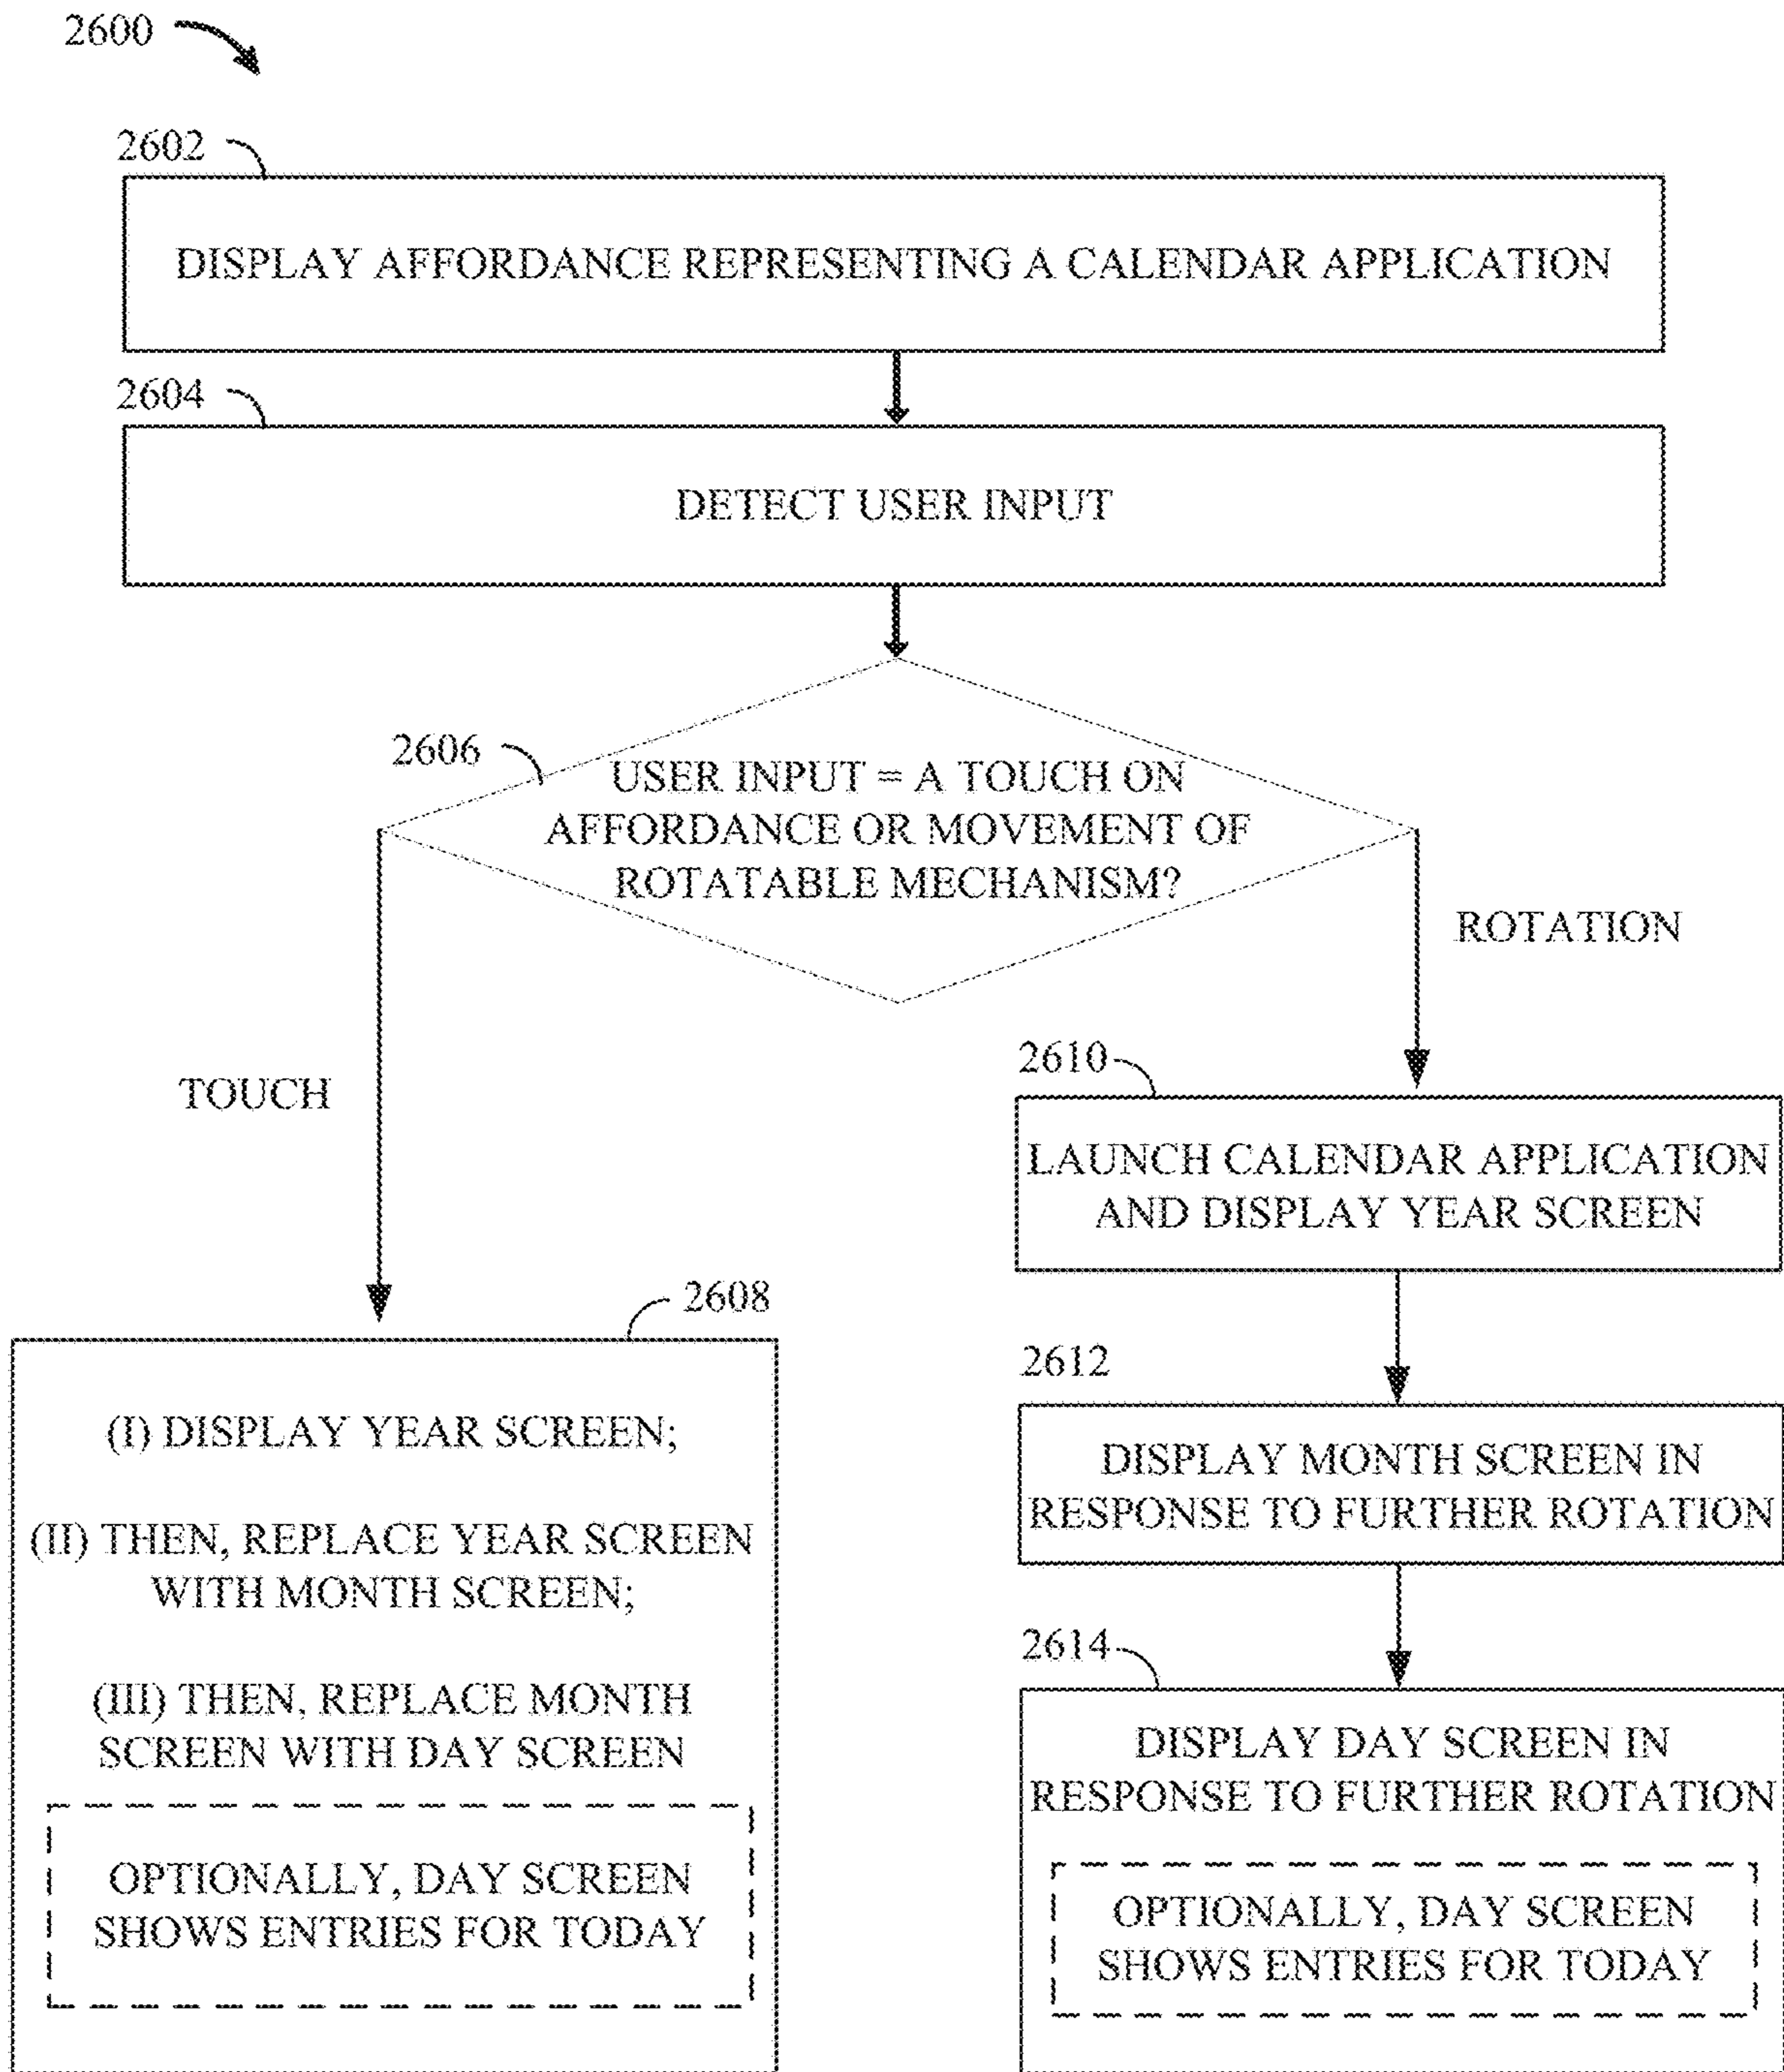 2600
2602
DISPLAY AFFORDANCE REPRESENTING A CALENDAR APPLICATION
2604
DETECT USER INPUT
2606
USER INPUT = A TOUCH ON
AFFORDANCE OR MOVEMENT OF
ROTATABLE MECHANISM?
TOUCH
2608
(I) DISPLAY YEAR SCREEN;
(II) THEN, REPLACE YEAR SCREEN
WITH MONTH SCREEN;
(III) THEN, REPLACE MONTH
SCREEN WITH DAY SCREEN
OPTIONALLY, DAY SCREEN
SHOWS ENTRIES FOR TODAY
ROTATION
2610
LAUNCH CALENDAR APPLICATION
AND DISPLAY YEAR SCREEN
2612
DISPLAY MONTH SCREEN IN
RESPONSE TO FURTHER ROTATION
2614
DISPLAY DAY SCREEN IN
RESPONSE TO FURTHER ROTATION
OPTIONALLY, DAY SCREEN
SHOWS ENTRIES FOR TODAY